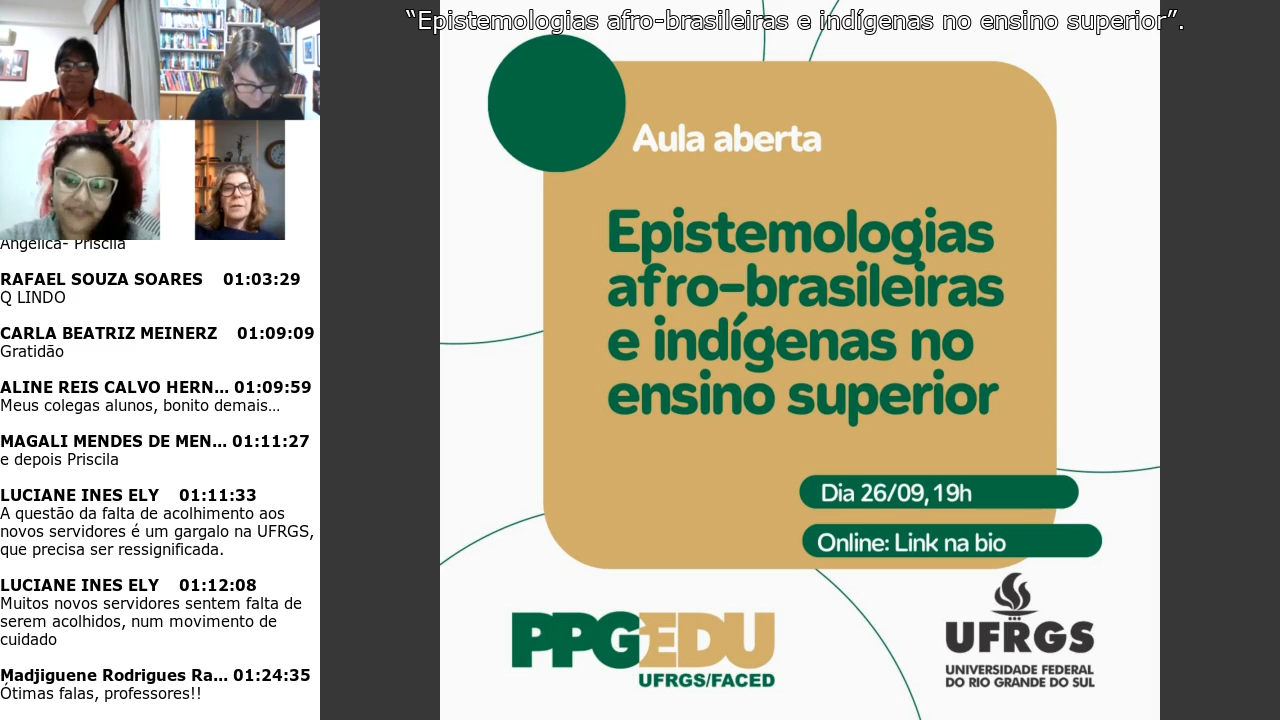 “Epistemologias afro-brasileiras e indígenas no ensino superior”.
Angelica- Priscila
RAFAEL SOUZA SOARES 01:03:29
Q LINDO
CARLA BEATRIZ MEINERZ 01:09:09
Gratidão
ALINE REIS CALVO HERN... 01:09:59
Meus colegas alunos, bonito demais...
MAGALI MENDES DE MEN... 01:11:27
e depois Priscila
LUCIANE INES ELY 01:11:33
A questão da falta de acolhimento aos
novos servidores é um gargalo na UFRGS,
que precisa ser ressignificada.
LUCIANE INES ELY 01:12:08
Muitos novos servidores sentem falta de
serem acolhidos, num movimento de
cuidado
Madjiguene Rodrigues Ra... 01:24:35
Ótimas falas, professores!!
Aula aberta
Epistemologias
afro-brasileiras
e indígenas no
ensino superior
Dia 26/09, 19h
Online: Link na bio
PPGEDU
UFRGS/FACED
UFRGS
UNIVERSIDADE FEDERAL
DO RIO GRANDE DO SUL